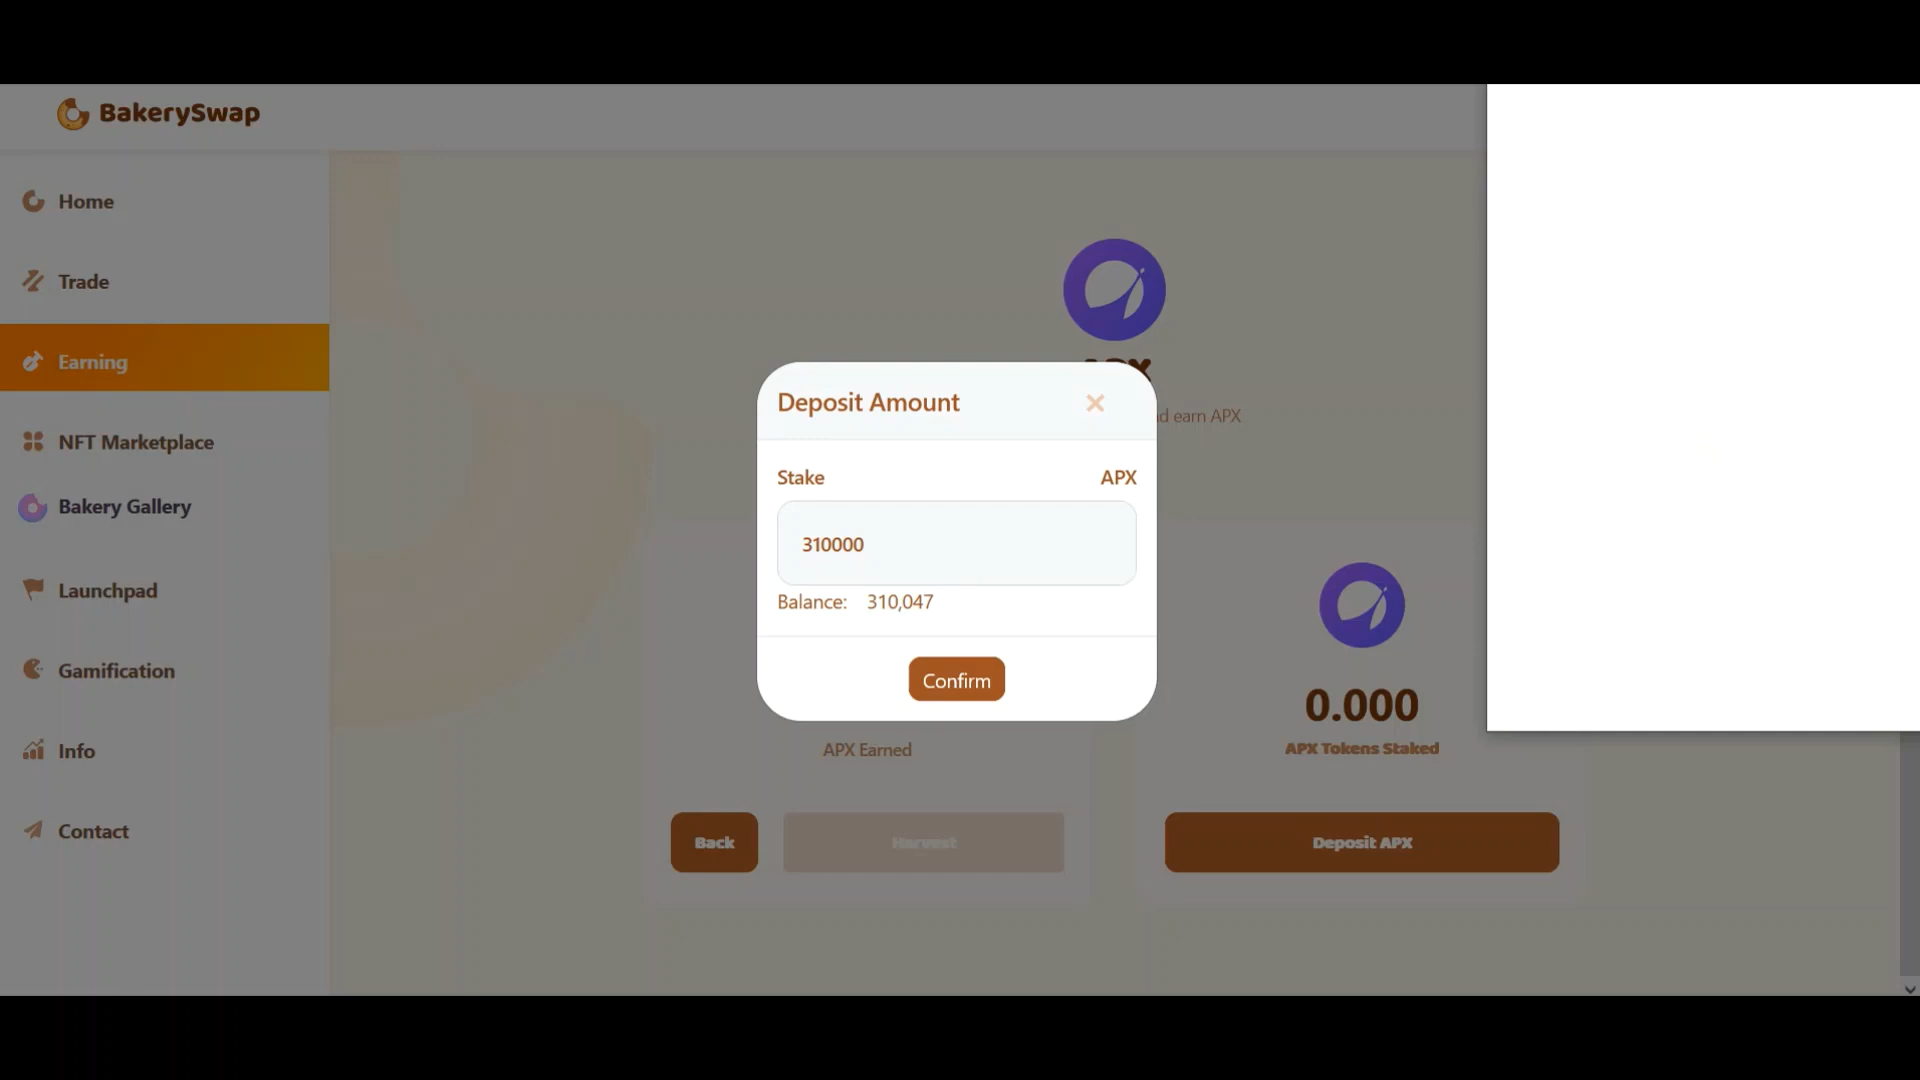 BakerySwap
Home
Trade
Earning
NFT Marketplace
Bakery Gallery
Launchpad
Gamification
Info
Contact
d earn APX
Deposit Amount
Stake APX
310000
Balance: 310,047
Confirm
APX Earned
Back
Harvest
0.000
APX Tokens Staked
Deposit APX